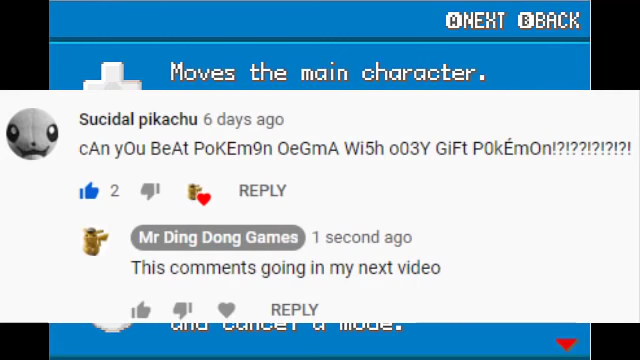 ⒶNEXT ⒷBACK
Moves the main character.
Sucidal pikachu 6 days ago
cAn yOu BeAt PoKEm9n OeGmA Wi5h o03Y GiFt P0kÉmOn!?!??!?!?!?!
2 REPLY
Mr Ding Dong Games 1 second ago
This comments going in my next video
REPLY
and cancel a mode.